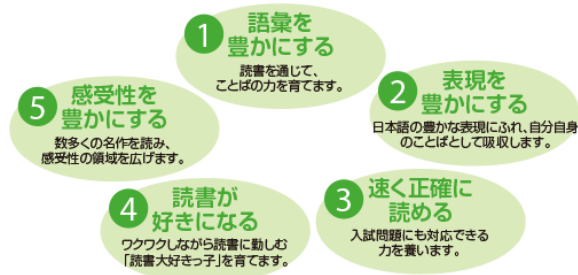 1
語彙を
豊かにする
読書を通じて、
ことばの力を育てます。
2
表現を
豊かにする
日本語の豊かな表現にふれ、自分自身
のことばとして吸収します。
3
速く正確に
読める
入試問題にも対応できる
力を養います。
4
読書が
好きになる
ワクワクしながら読書に勤しむ
「読書大好きっ子」を育てます。
5
感受性を
豊かにする
数多くの名作を読み、
感受性の領域を広げます。